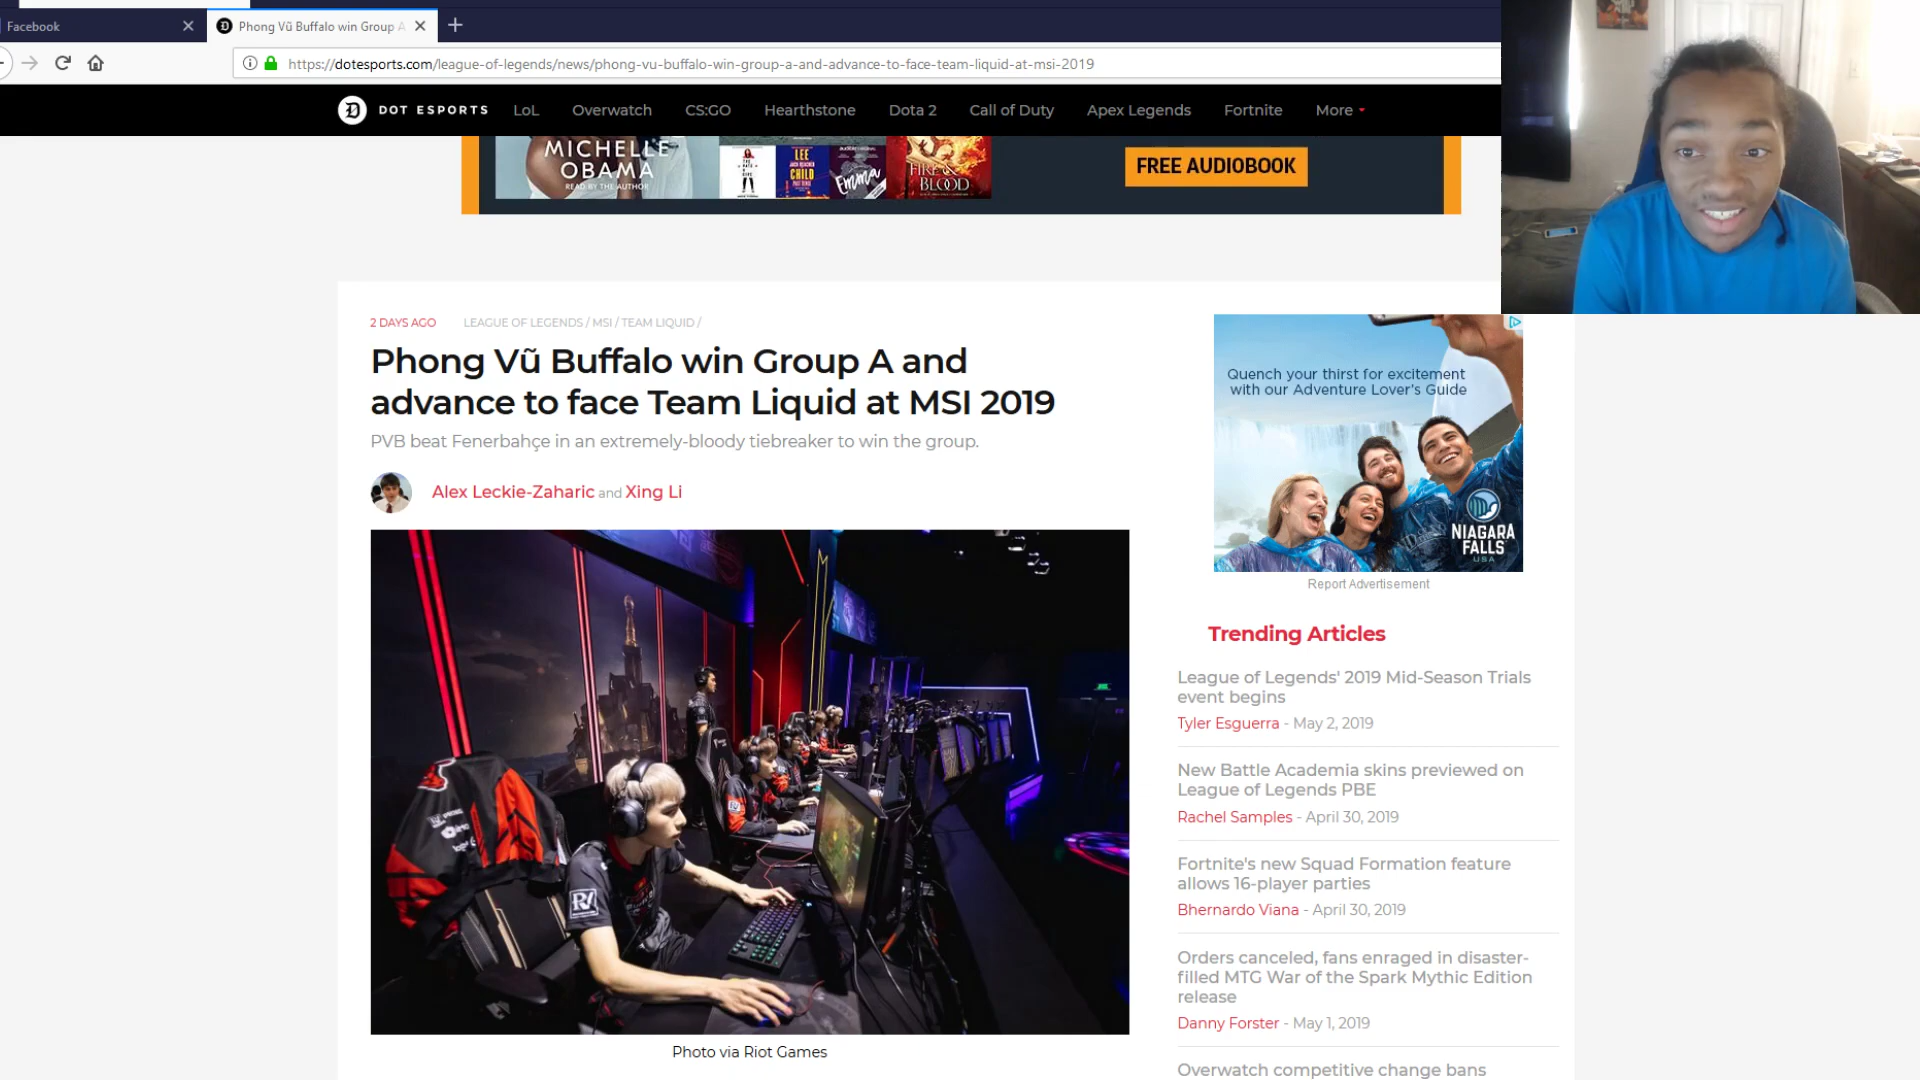 Facebook
Phong Vũ Buffalo win Group A
https://dotesports.com/league-of-legends/news/phong-vu-buffalo-win-group-a-and-advance-to-face-team-liquid-at-msi-2019
DOT ESPORTS LoL Overwatch CS:GO Hearthstone Dota 2 Call of Duty Apex Legends Fortnite More
MICHELLE
OBAMA
READ BY THE AUTHOR
LEE
CHILD
Emma
FIRE &
BLOOD
FREE AUDIOBOOK
2 DAYS AGO LEAGUE OF LEGENDS / MSI / TEAM LIQUID /
Phong Vũ Buffalo win Group A and
advance to face Team Liquid at MSI 2019
PVB beat Fenerbahçe in an extremely-bloody tiebreaker to win the group.
Alex Leckie-Zaharic and Xing Li
Photo via Riot Games
Quench your thirst for excitement
with our Adventure Lover's Guide
NIAGARA
FALLS
USA
Report Advertisement
Trending Articles
League of Legends' 2019 Mid-Season Trials
event begins
Tyler Esguerra - May 2, 2019
New Battle Academia skins previewed on
League of Legends PBE
Rachel Samples - April 30, 2019
Fortnite's new Squad Formation feature
allows 16-player parties
Bhernardo Viana - April 30, 2019
Orders canceled, fans enraged in disaster-
filled MTG War of the Spark Mythic Edition
release
Danny Forster - May 1, 2019
Overwatch competitive change bans